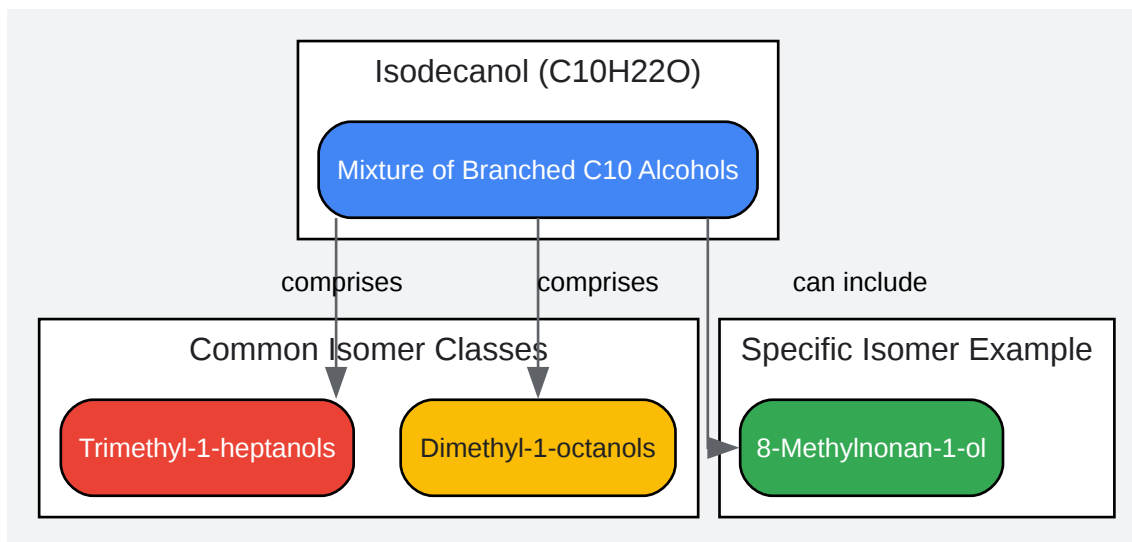 Isodecanol (C10H22O)
Mixture of Branched C10 Alcohols
comprises
comprises
can include
Common Isomer Classes
Specific Isomer Example
Trimethyl-1-heptanols
Dimethyl-1-octanols
8-Methylnonan-1-ol